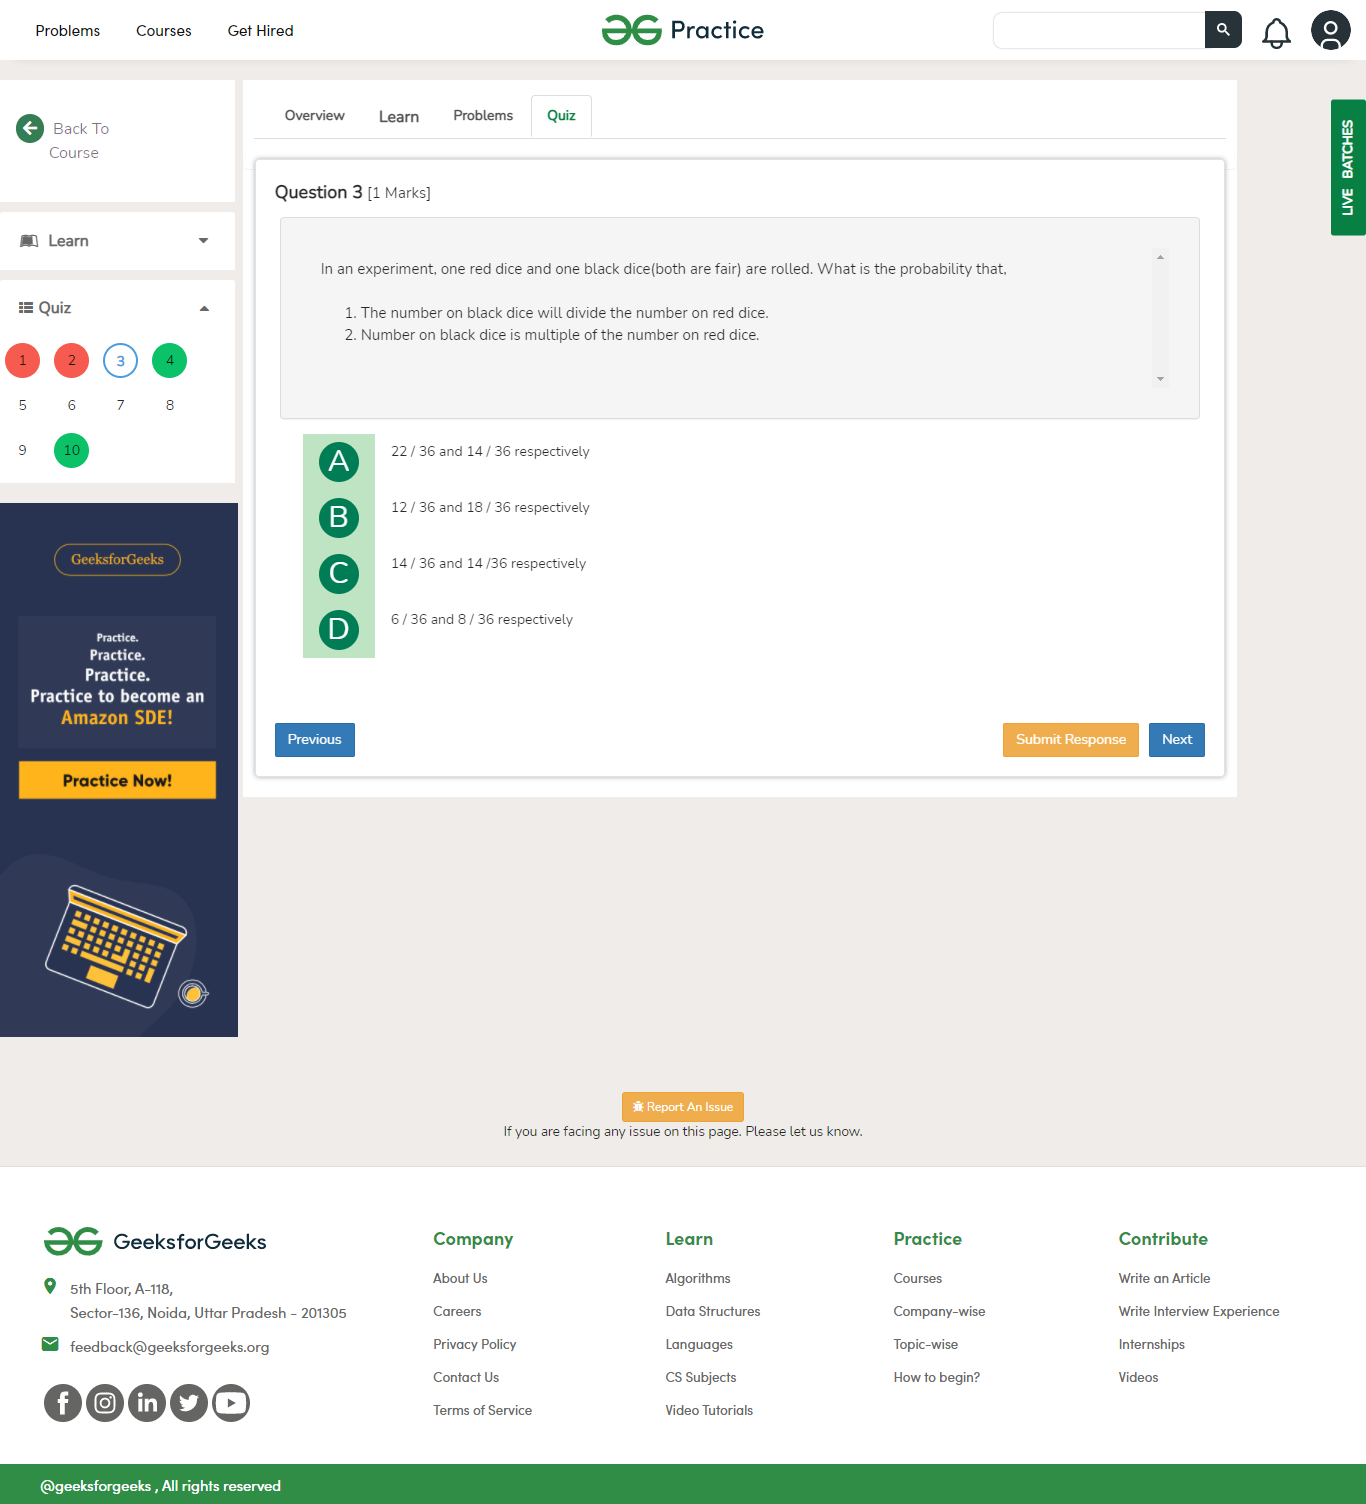 Problems Courses Get Hired Practice
Overview Learn Problems Quiz
Back To
Course
Learn
Quiz
1 2 3 4
5 6 7 8
9 10
GeeksforGeeks
Practice.
Practice.
Practice.
Practice to become an
Amazon SDE!
Practice Now!
Question 3 [1 Marks]
In an experiment, one red dice and one black dice(both are fair) are rolled. What is the probability that,
1. The number on black dice will divide the number on red dice.
2. Number on black dice is multiple of the number on red dice.
A 22 / 36 and 14 / 36 respectively
B 12 / 36 and 18 / 36 respectively
C 14 / 36 and 14 /36 respectively
D 6 / 36 and 8 / 36 respectively
Previous Submit Response Next
LIVE BATCHES
Report An Issue
If you are facing any issue on this page. Please let us know.
GeeksforGeeks
5th Floor, A-118,
Sector-136, Noida, Uttar Pradesh - 201305
feedback@geeksforgeeks.org
Company
About Us
Careers
Privacy Policy
Contact Us
Terms of Service
Learn
Algorithms
Data Structures
Languages
CS Subjects
Video Tutorials
Practice
Courses
Company-wise
Topic-wise
How to begin?
Contribute
Write an Article
Write Interview Experience
Internships
Videos
@geeksforgeeks , All rights reserved